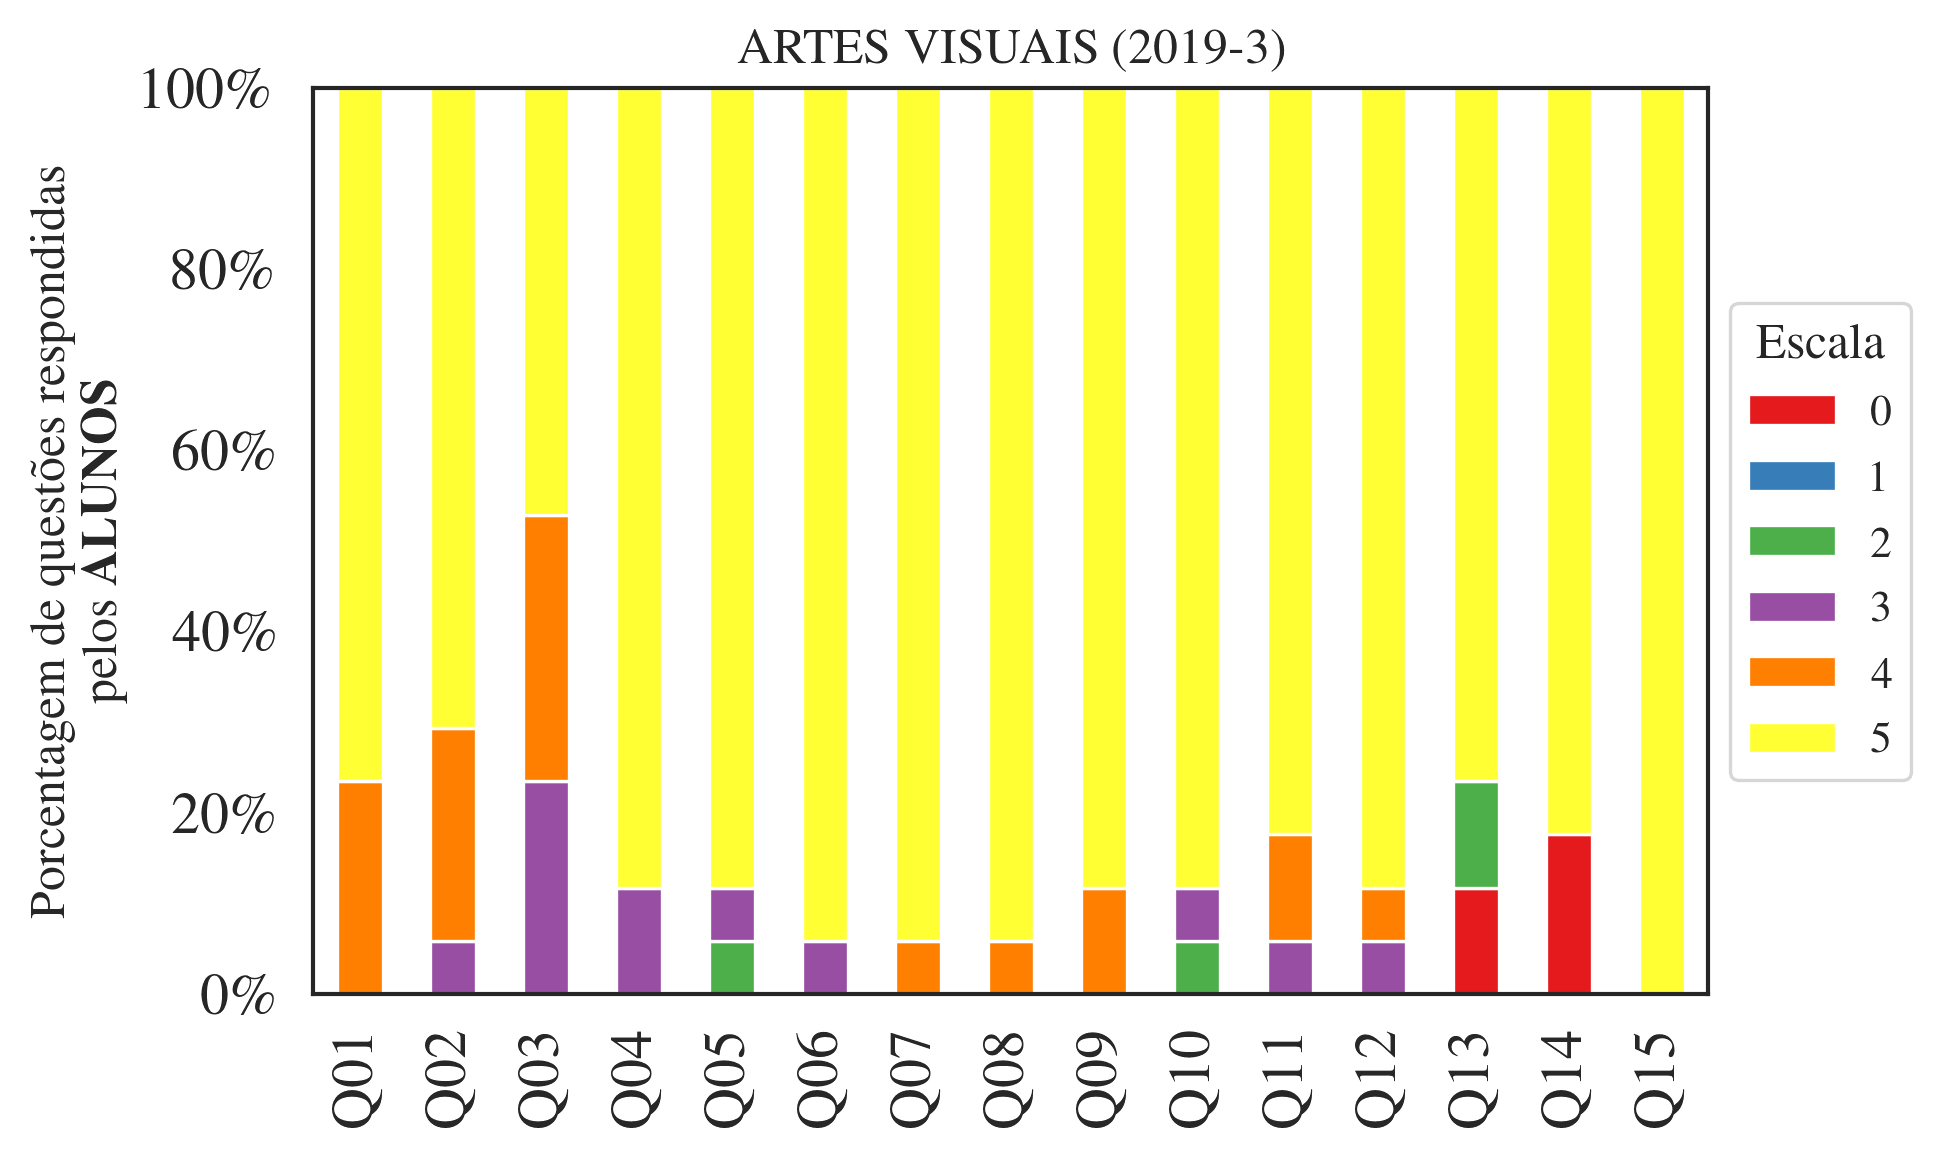 ARTES VISUAIS (2019-3)
Porcentagem de questões respondidas
pelos ALUNOS
100%
80%
60%
40%
20%
0%
Q01
Q02
Q03
Q04
Q05
Q06
Q07
Q08
Q09
Q10
Q11
Q12
Q13
Q14
Q15
Escala
0
1
2
3
4
5